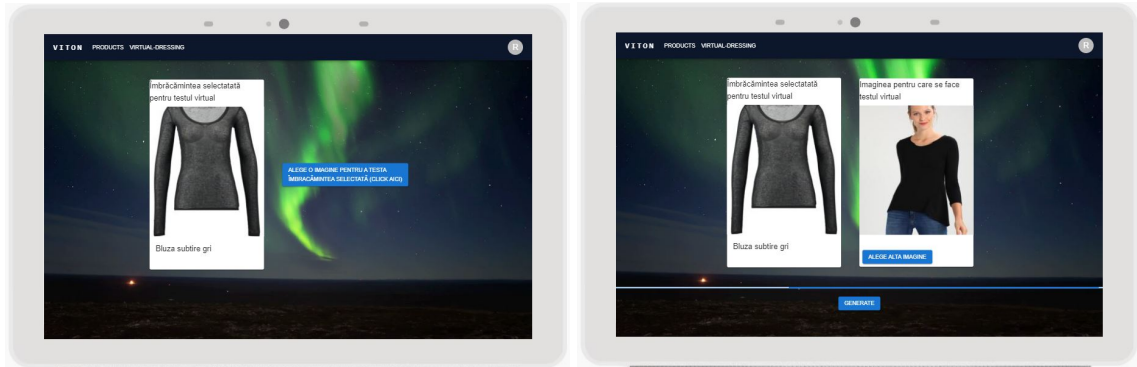 VITON PRODUCTS VIRTUAL-DRESSING R
Îmbrăcămintea selectatată
pentru testul virtual
ALEGE O IMAGINE PENTRU A TESTA
ÎMBRACĂMINTEA SELECTATĂ (CLICK AICI)
Bluza subtire gri
VITON PRODUCTS VIRTUAL-DRESSING R
Îmbrăcămintea selectatată
pentru testul virtual
Imaginea pentru care se face
testul virtual
Bluza subtire gri
ALEGE ALTA IMAGINE
GENERATE